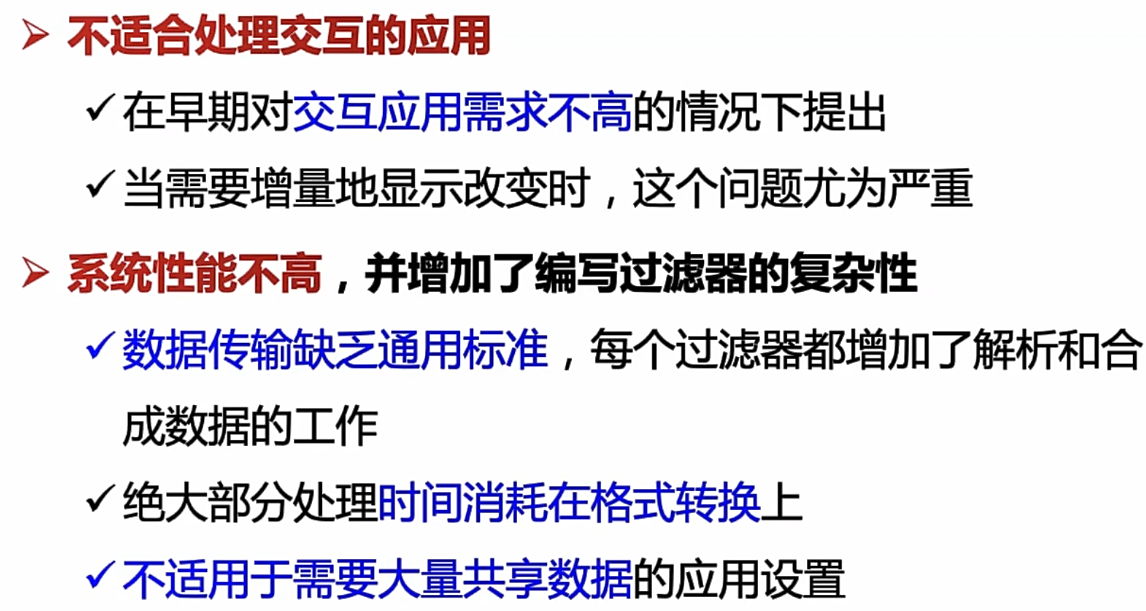 ➢ 不适合处理交互的应用
✓在早期对交互应用需求不高的情况下提出
✓当需要增量地显示改变时，这个问题尤为严重
➢ 系统性能不高，并增加了编写过滤器的复杂性
✓数据传输缺乏通用标准，每个过滤器都增加了解析和合
成数据的工作
✓绝大部分处理时间消耗在格式转换上
✓不适用于需要大量共享数据的应用设置